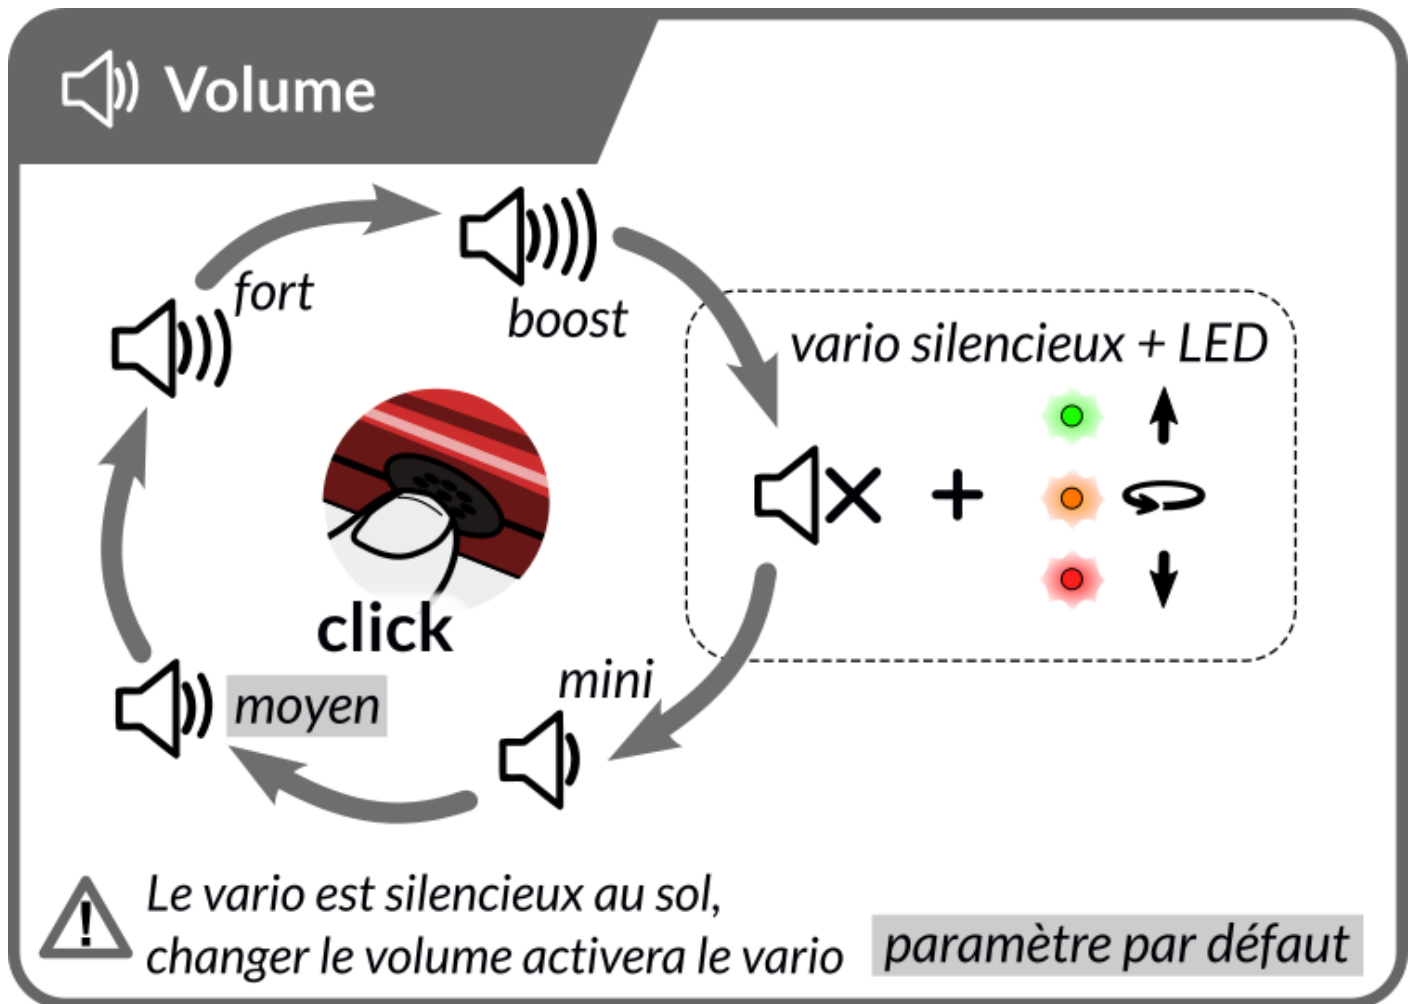 Volume
fort
boost
vario silencieux + LED
click
mini
moyen
Le vario est silencieux au sol,
changer le volume activera le vario
paramètre par défaut